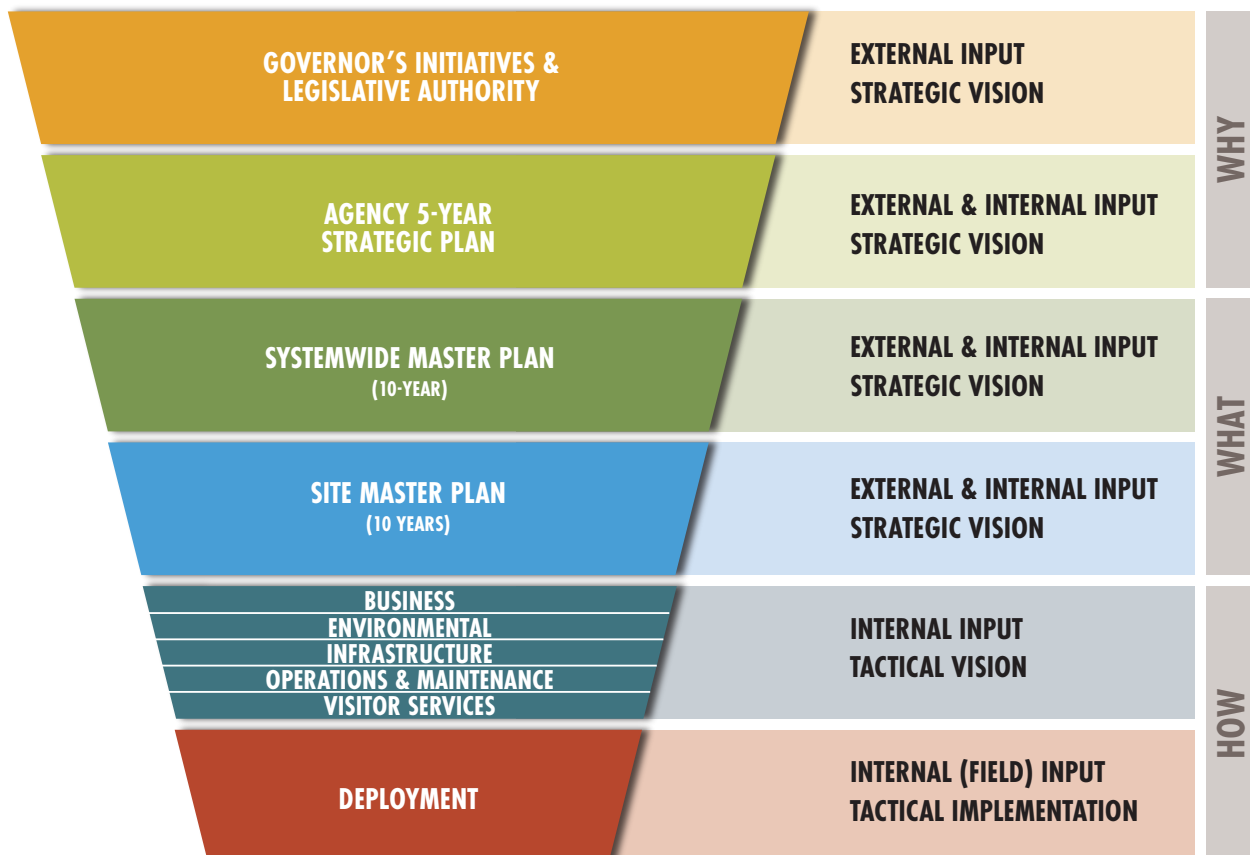 GOVERNOR'S INITIATIVES &
LEGISLATIVE AUTHORITY
EXTERNAL INPUT
STRATEGIC VISION
WHY
AGENCY 5-YEAR
STRATEGIC PLAN
EXTERNAL & INTERNAL INPUT
STRATEGIC VISION
SYSTEMWIDE MASTER PLAN
(10-YEAR)
EXTERNAL & INTERNAL INPUT
STRATEGIC VISION
WHAT
SITE MASTER PLAN
(10 YEARS)
EXTERNAL & INTERNAL INPUT
STRATEGIC VISION
BUSINESS
ENVIRONMENTAL
INFRASTRUCTURE
OPERATIONS & MAINTENANCE
VISITOR SERVICES
INTERNAL INPUT
TACTICAL VISION
HOW
DEPLOYMENT
INTERNAL (FIELD) INPUT
TACTICAL IMPLEMENTATION